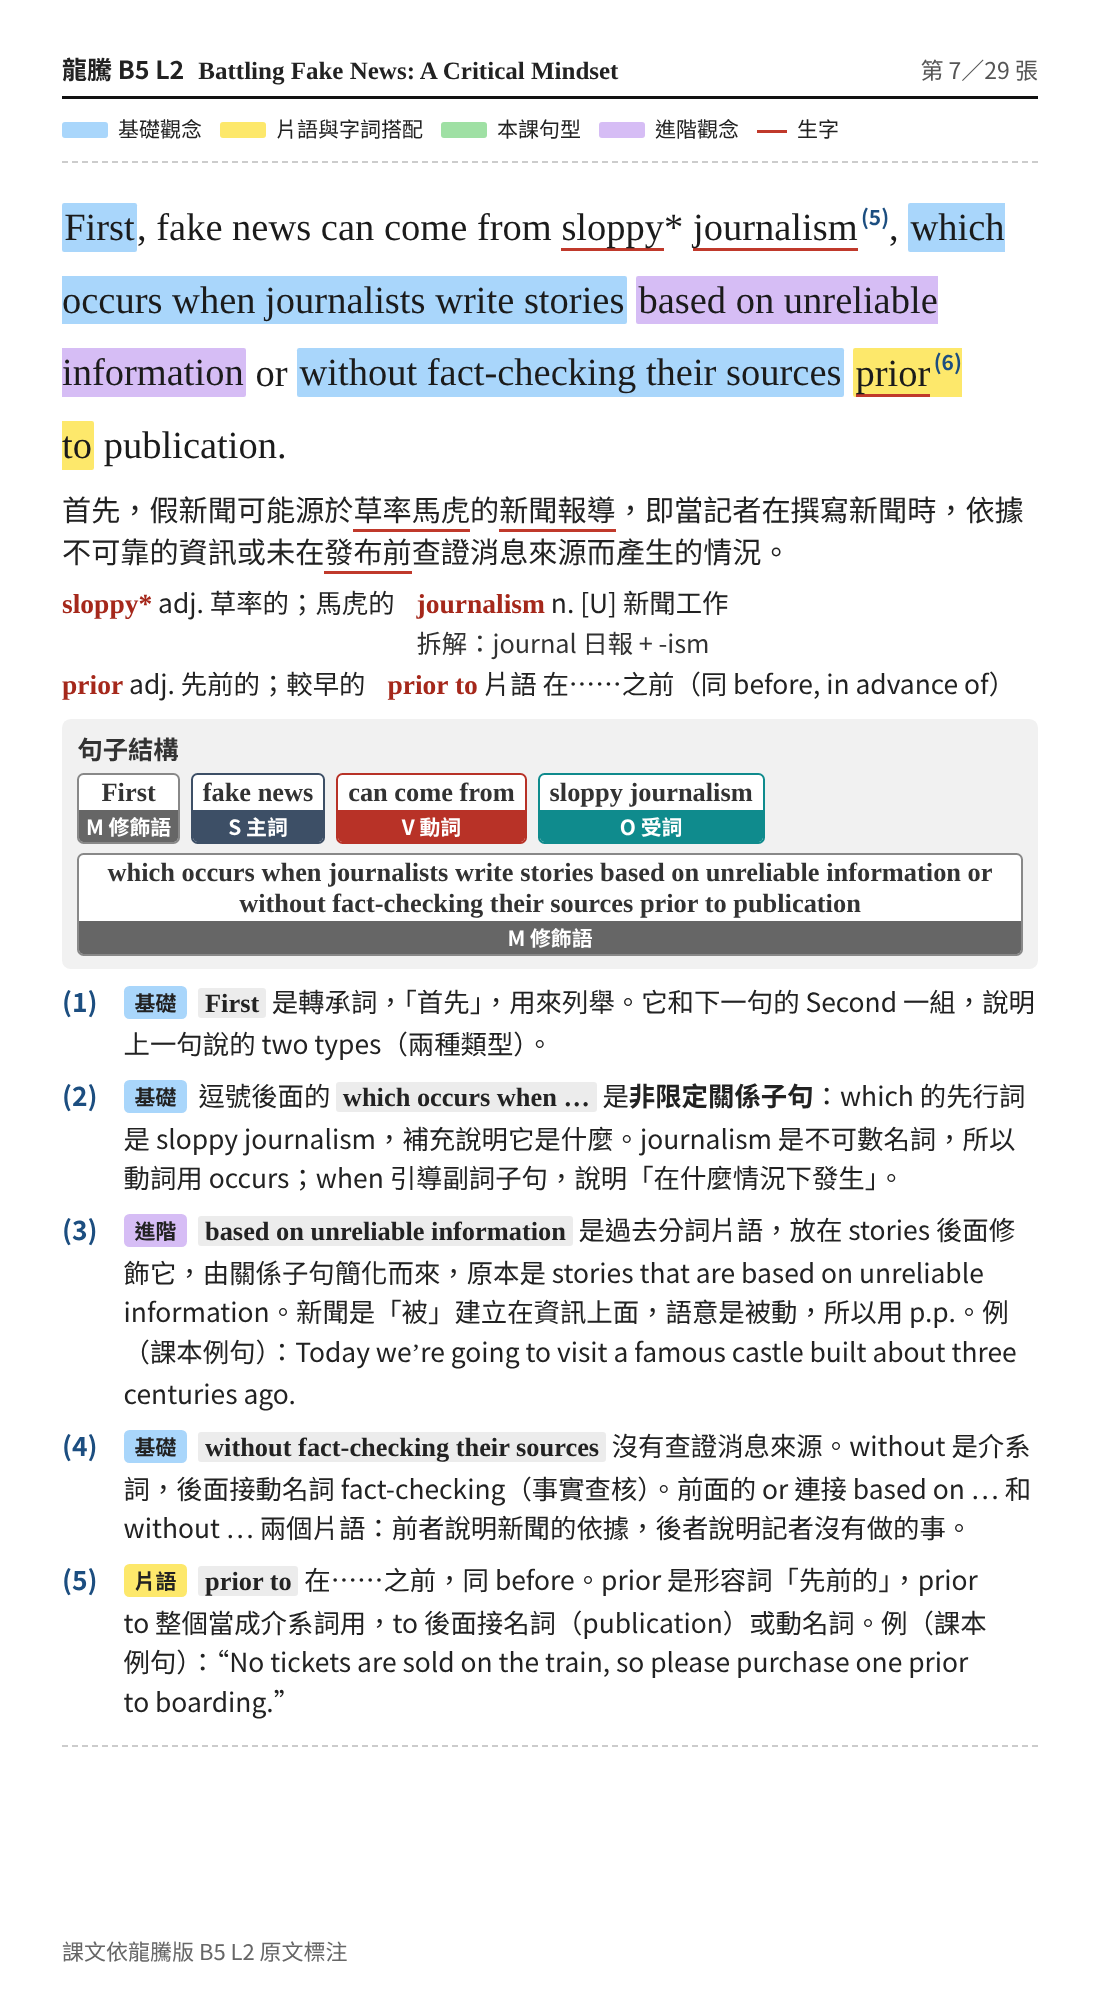 龍騰 B5 L2 Battling Fake News: A Critical Mindset 第 7／29 張
基礎觀念 片語與字詞搭配 本課句型 進階觀念 生字
First, fake news can come from sloppy* journalism(5), which
occurs when journalists write stories based on unreliable
information or without fact-checking their sources prior(6)
to publication.
首先，假新聞可能源於草率馬虎的新聞報導，即當記者在撰寫新聞時，依據
不可靠的資訊或未在發布前查證消息來源而產生的情況。
sloppy* adj. 草率的；馬虎的 journalism n. [U] 新聞工作
拆解：journal 日報 + -ism
prior adj. 先前的；較早的 prior to 片語 在……之前（同 before, in advance of）
句子結構
First fake news can come from sloppy journalism
M 修飾語 S 主詞 V 動詞 O 受詞
which occurs when journalists write stories based on unreliable information or
without fact-checking their sources prior to publication
M 修飾語
(1) 基礎 First 是轉承詞，「首先」，用來列舉。它和下一句的 Second 一組，說明
上一句說的 two types（兩種類型）。
(2) 基礎 逗號後面的 which occurs when … 是非限定關係子句：which 的先行詞
是 sloppy journalism，補充說明它是什麼。journalism 是不可數名詞，所以
動詞用 occurs；when 引導副詞子句，說明「在什麼情況下發生」。
(3) 進階 based on unreliable information 是過去分詞片語，放在 stories 後面修
飾它，由關係子句簡化而來，原本是 stories that are based on unreliable
information。新聞是「被」建立在資訊上面，語意是被動，所以用 p.p.。例
（課本例句）：Today we’re going to visit a famous castle built about three
centuries ago.
(4) 基礎 without fact-checking their sources 沒有查證消息來源。without 是介系
詞，後面接動名詞 fact-checking（事實查核）。前面的 or 連接 based on … 和
without … 兩個片語：前者說明新聞的依據，後者說明記者沒有做的事。
(5) 片語 prior to 在……之前，同 before。prior 是形容詞「先前的」，prior
to 整個當成介系詞用，to 後面接名詞（publication）或動名詞。例（課本
例句）：“No tickets are sold on the train, so please purchase one prior
to boarding.”
課文依龍騰版 B5 L2 原文標注